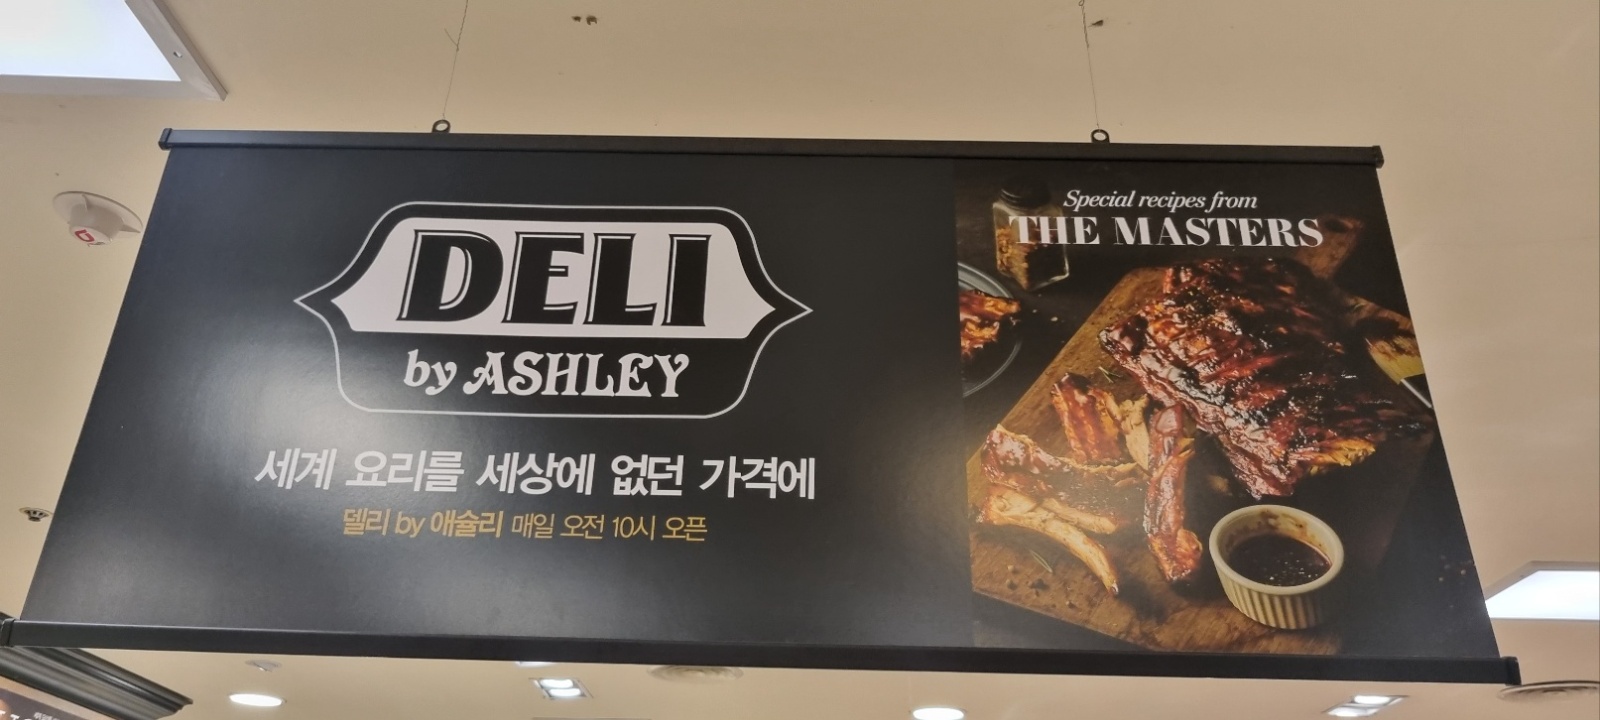 DELI
by ASHLEY
세계 요리를 세상에 없던 가격에
델리 by 애슐리 매일 오전 10시 오픈
Special recipes from
THE MASTERS